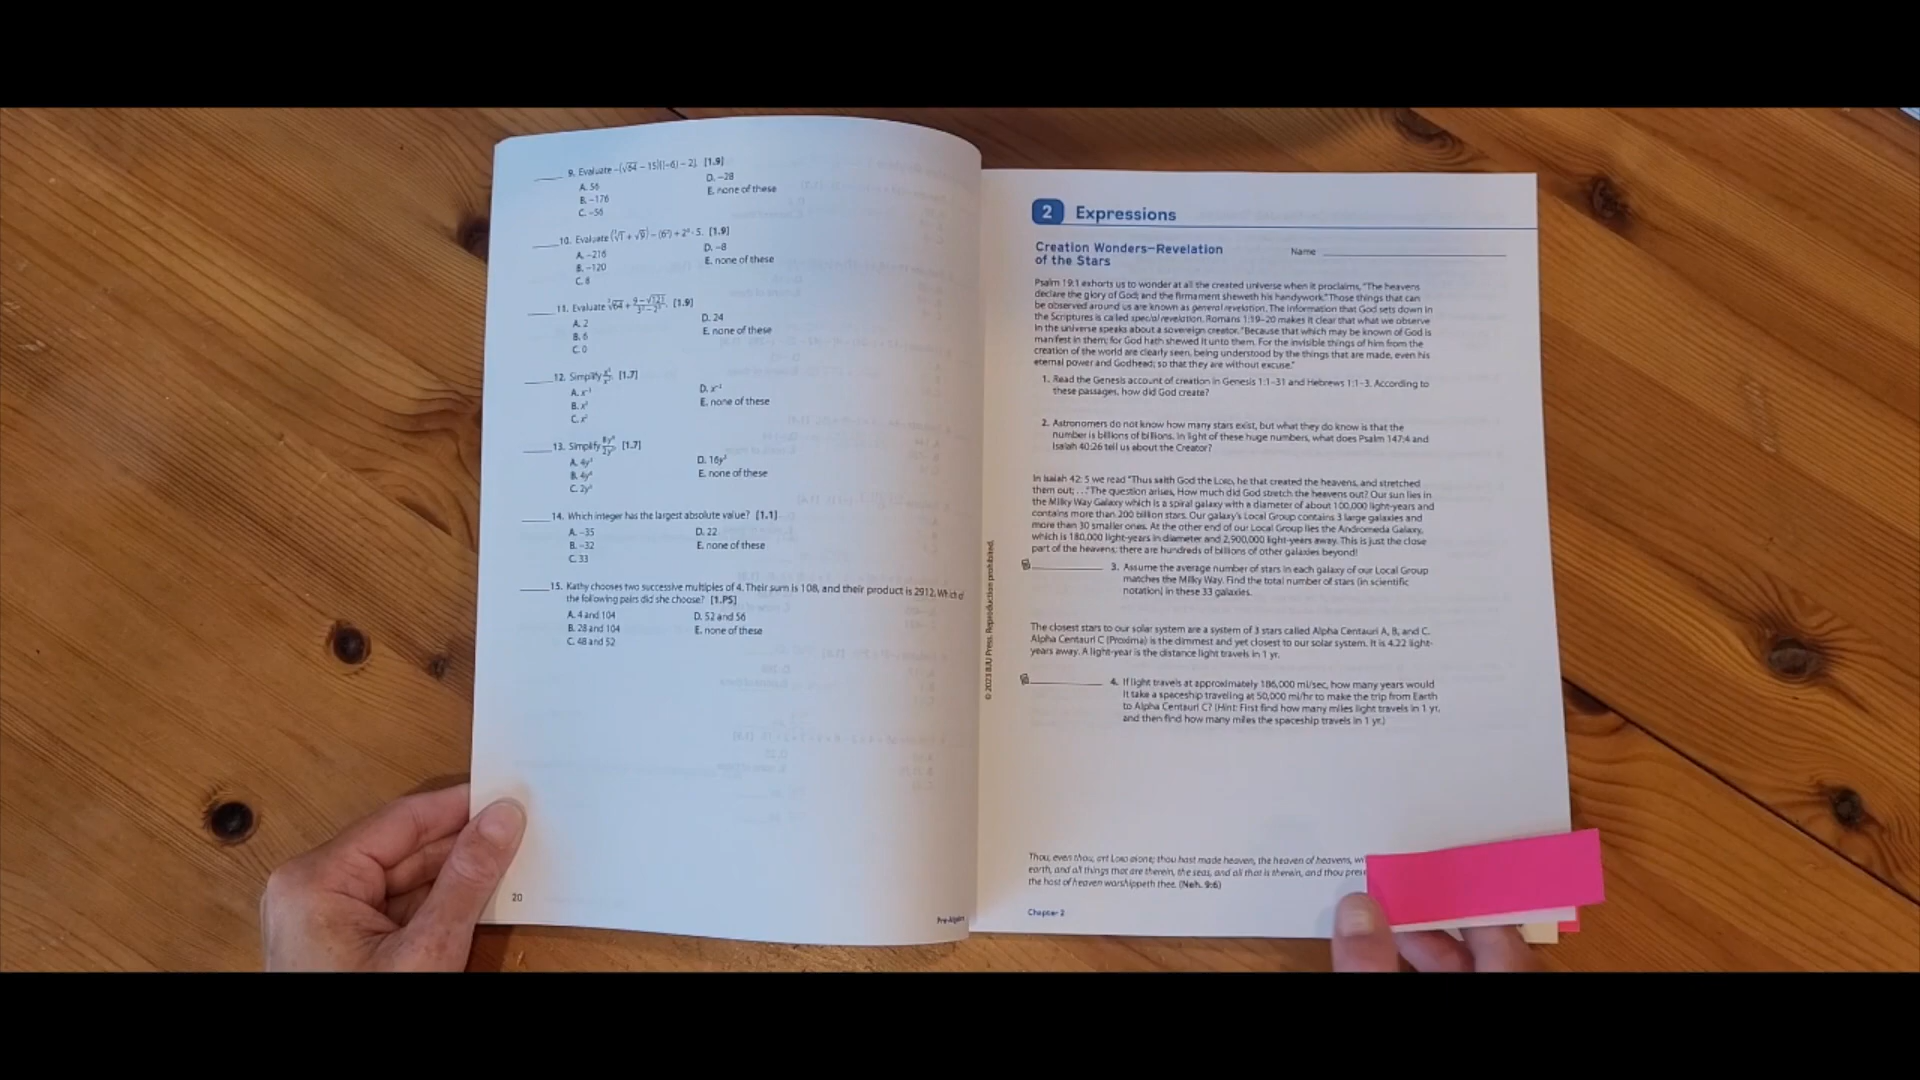 9. Evaluate −(√64 − 15)(|−6| − 2). [1.9]
A. 56
B. −176
C. −56
D. −28
E. none of these
10. Evaluate [1.9]
A. −216
B. −120
C. 6
D. −8
E. none of these
11. Evaluate [1.9]
A. 2
B. 6
C. 0
D. 24
E. none of these
12. Simplify [1.7]
E. none of these
13. Simplify [1.7]
E. none of these
14. Which integer has the largest absolute value? [1.1]
A. −35
B. −32
C. 33
D. 22
E. none of these
15. Kathy chooses two successive multiples of 4. Their sum is 108, and their product is 2912. Which of
the following pairs did she choose? [1.PS]
A. 4 and 104
B. 28 and 104
C. 48 and 52
D. 52 and 56
E. none of these
20
2 Expressions
Creation Wonders—Revelation
of the Stars
Name
Psalm 19:1 exhorts us to wonder at all the created universe when it proclaims, "The heavens
declare the glory of God; and the firmament sheweth his handywork." Those things that can
be observed around us are known as general revelation. The information that God sets down in
the Scriptures is called special revelation. Romans 1:19–20 makes it clear that what we observe
in the universe speaks about a sovereign creator. "Because that which may be known of God is
manifest in them; for God hath shewed it unto them. For the invisible things of him from the
creation of the world are clearly seen, being understood by the things that are made, even his
eternal power and Godhead; so that they are without excuse."
1. Read the Genesis account of creation in Genesis 1:1–31 and Hebrews 1:1–3. According to
these passages, how did God create?
2. Astronomers do not know how many stars exist, but what they do know is that the
number is billions of billions. In light of these huge numbers, what does Psalm 147:4 and
Isaiah 40:26 tell us about the Creator?
In Isaiah 42:5 we read "Thus saith God the LORD, he that created the heavens, and stretched
them out; . . ." The question arises, How much did God stretch the heavens out? Our sun lies in
the Milky Way Galaxy which is a spiral galaxy with a diameter of about 100,000 light-years and
contains more than 200 billion stars. Our galaxy's Local Group contains 3 large galaxies and
more than 30 smaller ones. At the other end of our Local Group lies the Andromeda Galaxy,
which is 180,000 light-years in diameter and 2,900,000 light-years away. This is just the close
part of the heavens; there are hundreds of billions of other galaxies beyond!
3. Assume the average number of stars in each galaxy of our Local Group
matches the Milky Way. Find the total number of stars (in scientific
notation) in these 33 galaxies.
The closest stars to our solar system are a system of 3 stars called Alpha Centauri A, B, and C.
Alpha Centauri C (Proxima) is the dimmest and yet closest to our solar system. It is 4.22 light-
years away. A light-year is the distance light travels in 1 yr.
4. If light travels at approximately 186,000 mi/sec, how many years would
it take a spaceship traveling at 50,000 mi/hr to make the trip from Earth
to Alpha Centauri C? (Hint: First find how many miles light travels in 1 yr.
and then find how many miles the spaceship travels in 1 yr.)
Thou, even thou, art LORD alone; thou hast made heaven, the heaven of heavens, wi
earth, and all things that are therein, the seas, and all that is therein, and thou prese
the host of heaven worshippeth thee. (Neh. 9:6)
Chapter 2
© 2023 BJU Press. Reproduction prohibited.